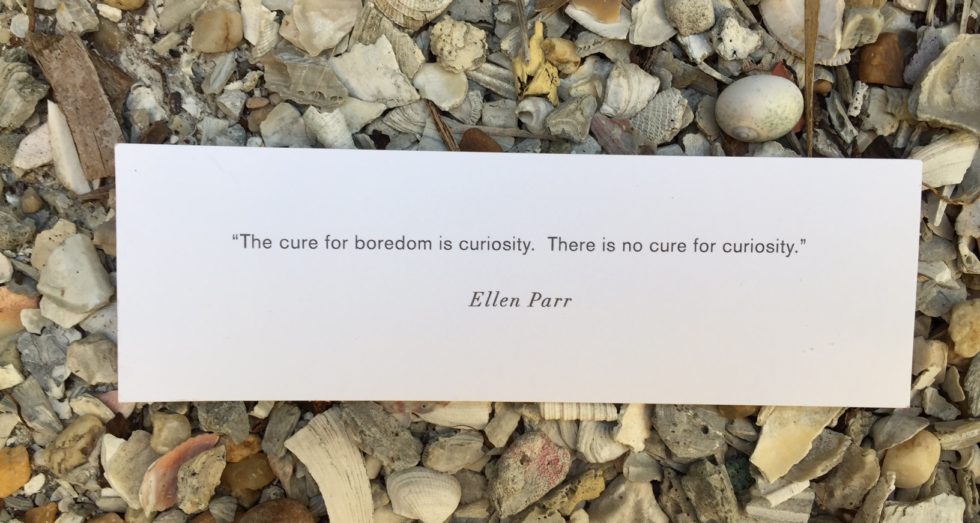 “The cure for boredom is curiosity.  There is no cure for curiosity.”
Ellen Parr